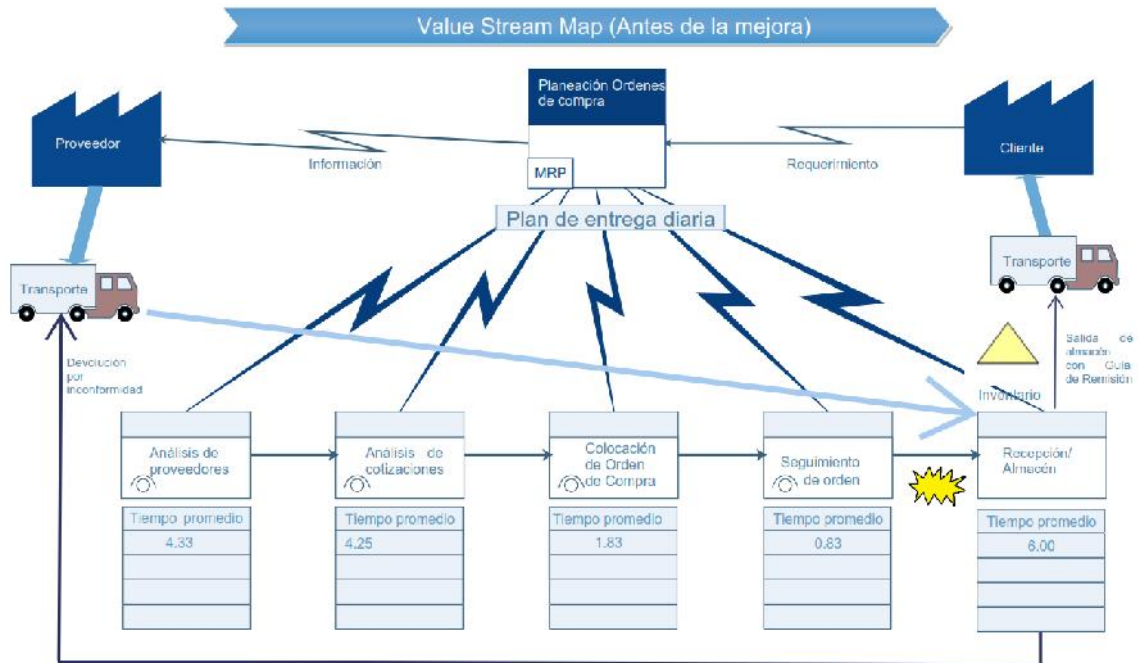 Value Stream Map (Antes de la mejora)
Planeación Ordenes
de compra
MRP
Proveedor
Información
Requerimiento
Cliente
Plan de entrega diaria
Transporte
Transporte
Devolución
por
inconformidad
Salida de
almacén
con Guía
de Remisión
Inventario
Análisis de
proveedores
Análisis de
cotizaciones
Colocación
de Orden
de Compra
Seguimiento
de orden
Recepción/
Almacén
Tiempo promedio
4.33
Tiempo promedio
4.25
Tiempo promedio
1.83
Tiempo promedio
0.83
Tiempo promedio
6.00